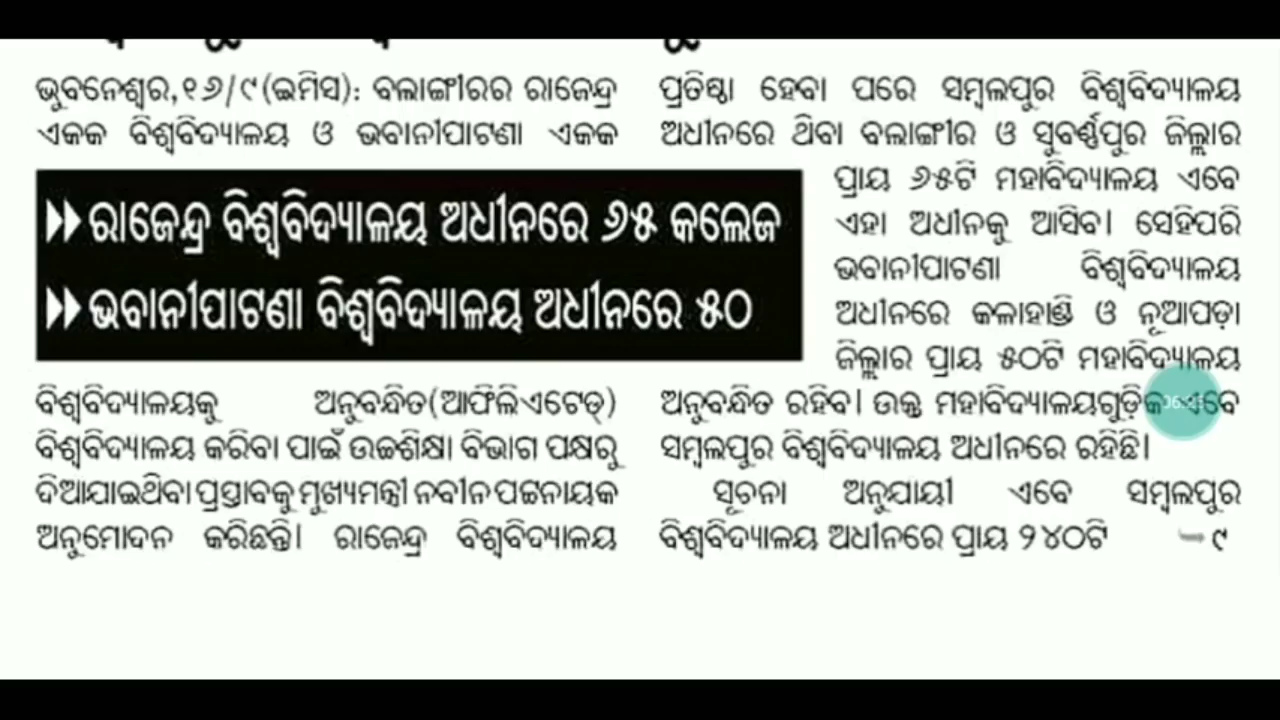 ଭୁବନେଶ୍ୱର,୧୬/୯(ଇମିସ): ବଲାଙ୍ଗୀରର ରାଜେନ୍ଦ୍ର
ଏକକ ବିଶ୍ୱବିଦ୍ୟାଳୟ ଓ ଭବାନୀପାଟଣା ଏକକ
ରାଜେନ୍ଦ୍ର ବିଶ୍ୱବିଦ୍ୟାଳୟ ଅଧୀନରେ ୬୫ କଲେଜ
ଭବାନୀପାଟଣା ବିଶ୍ୱବିଦ୍ୟାଳୟ ଅଧୀନରେ ୫୦
ବିଶ୍ୱବିଦ୍ୟାଳୟକୁ ଅନୁବନ୍ଧିତ(ଆଫିଲିଏଟେଡ୍)
ବିଶ୍ୱବିଦ୍ୟାଳୟ କରିବା ପାଇଁ ଉଚ୍ଚଶିକ୍ଷା ବିଭାଗ ପକ୍ଷରୁ
ଦିଆଯାଇଥିବା ପ୍ରସ୍ତାବକୁ ମୁଖ୍ୟମନ୍ତ୍ରୀ ନବୀନ ପଟ୍ଟନାୟକ
ଅନୁମୋଦନ କରିଛନ୍ତି। ରାଜେନ୍ଦ୍ର ବିଶ୍ୱବିଦ୍ୟାଳୟ
ପ୍ରତିଷ୍ଠା ହେବା ପରେ ସମ୍ବଲପୁର ବିଶ୍ୱବିଦ୍ୟାଳୟ
ଅଧୀନରେ ଥିବା ବଲାଙ୍ଗୀର ଓ ସୁବର୍ଣ୍ଣପୁର ଜିଲ୍ଲାର
ପ୍ରାୟ ୬୫ଟି ମହାବିଦ୍ୟାଳୟ ଏବେ
ଏହା ଅଧୀନକୁ ଆସିବ। ସେହିପରି
ଭବାନୀପାଟଣା ବିଶ୍ୱବିଦ୍ୟାଳୟ
ଅଧୀନରେ କଳାହାଣ୍ଡି ଓ ନୂଆପଡ଼ା
ଜିଲ୍ଲାର ପ୍ରାୟ ୫୦ଟି ମହାବିଦ୍ୟାଳୟ
ଅନୁବନ୍ଧିତ ରହିବ। ଉକ୍ତ ମହାବିଦ୍ୟାଳୟଗୁଡ଼ିକ ଏବେ
ସମ୍ବଲପୁର ବିଶ୍ୱବିଦ୍ୟାଳୟ ଅଧୀନରେ ରହିଛି।
ସୂଚନା ଅନୁଯାୟୀ ଏବେ ସମ୍ବଲପୁର
ବିଶ୍ୱବିଦ୍ୟାଳୟ ଅଧୀନରେ ପ୍ରାୟ ୨୪୦ଟି ୯